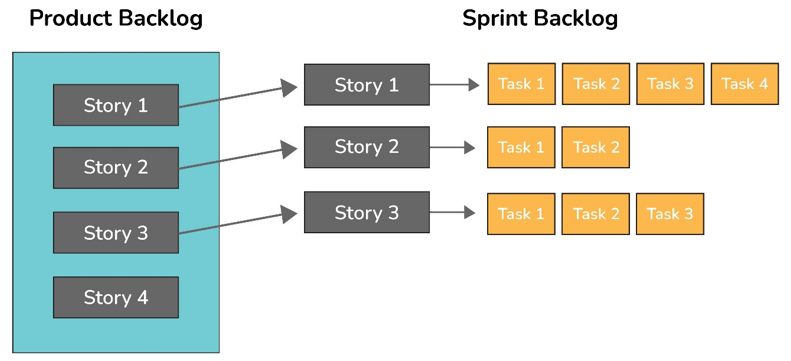 Product Backlog
Sprint Backlog
Story 1
Story 2
Story 3
Story 4
Story 1
Task 1
Task 2
Task 3
Task 4
Story 2
Task 1
Task 2
Story 3
Task 1
Task 2
Task 3